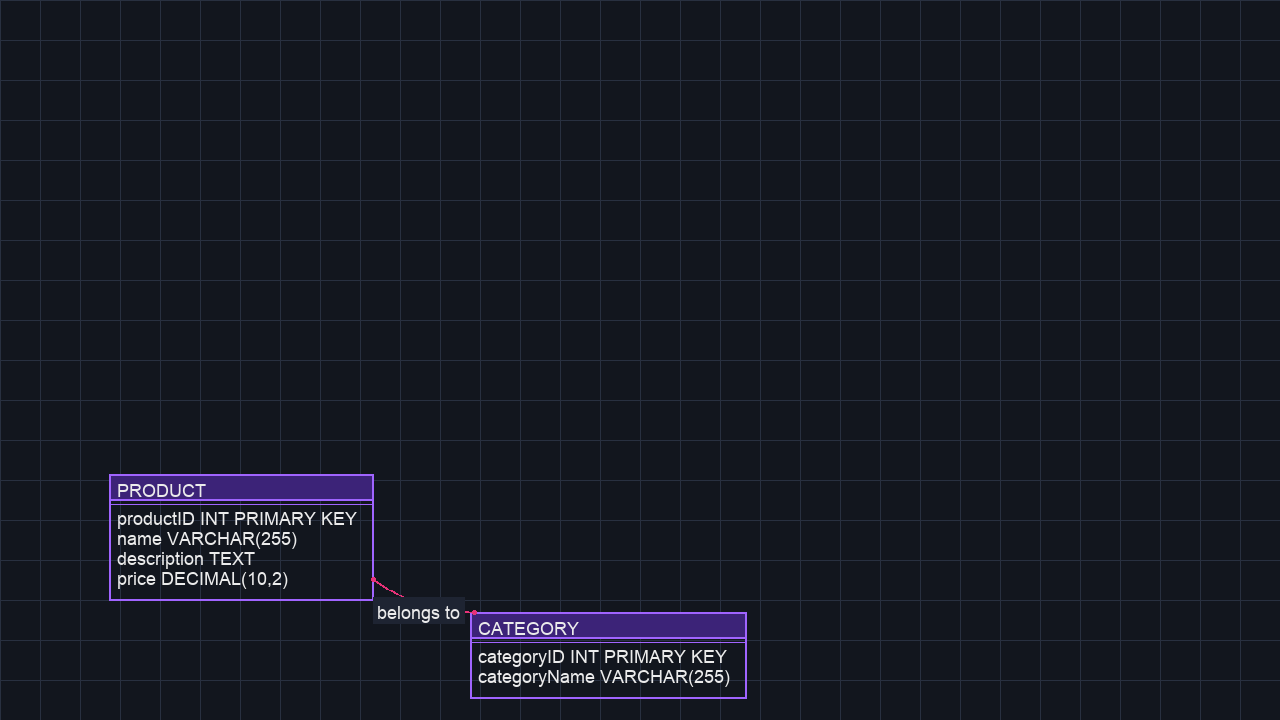 PRODUCT
productID INT PRIMARY KEY
name VARCHAR(255)
description TEXT
price DECIMAL(10,2)
belongs to
CATEGORY
categoryID INT PRIMARY KEY
categoryName VARCHAR(255)